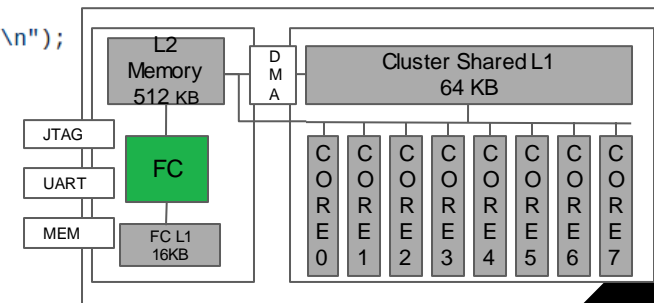 \n");
L2
Memory
512 KB
D
M
A
Cluster Shared L1
64 KB
JTAG
UART
MEM
FC
FC L1
16KB
C
O
R
E
0
C
O
R
E
1
C
O
R
E
2
C
O
R
E
3
C
O
R
E
4
C
O
R
E
5
C
O
R
E
6
C
O
R
E
7